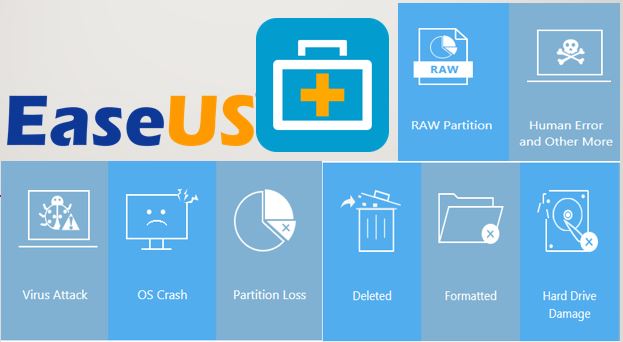 EaseUS
RAW
RAW Partition
Human Error
and Other More
Virus Attack
OS Crash
Partition Loss
Deleted
Formatted
Hard Drive
Damage